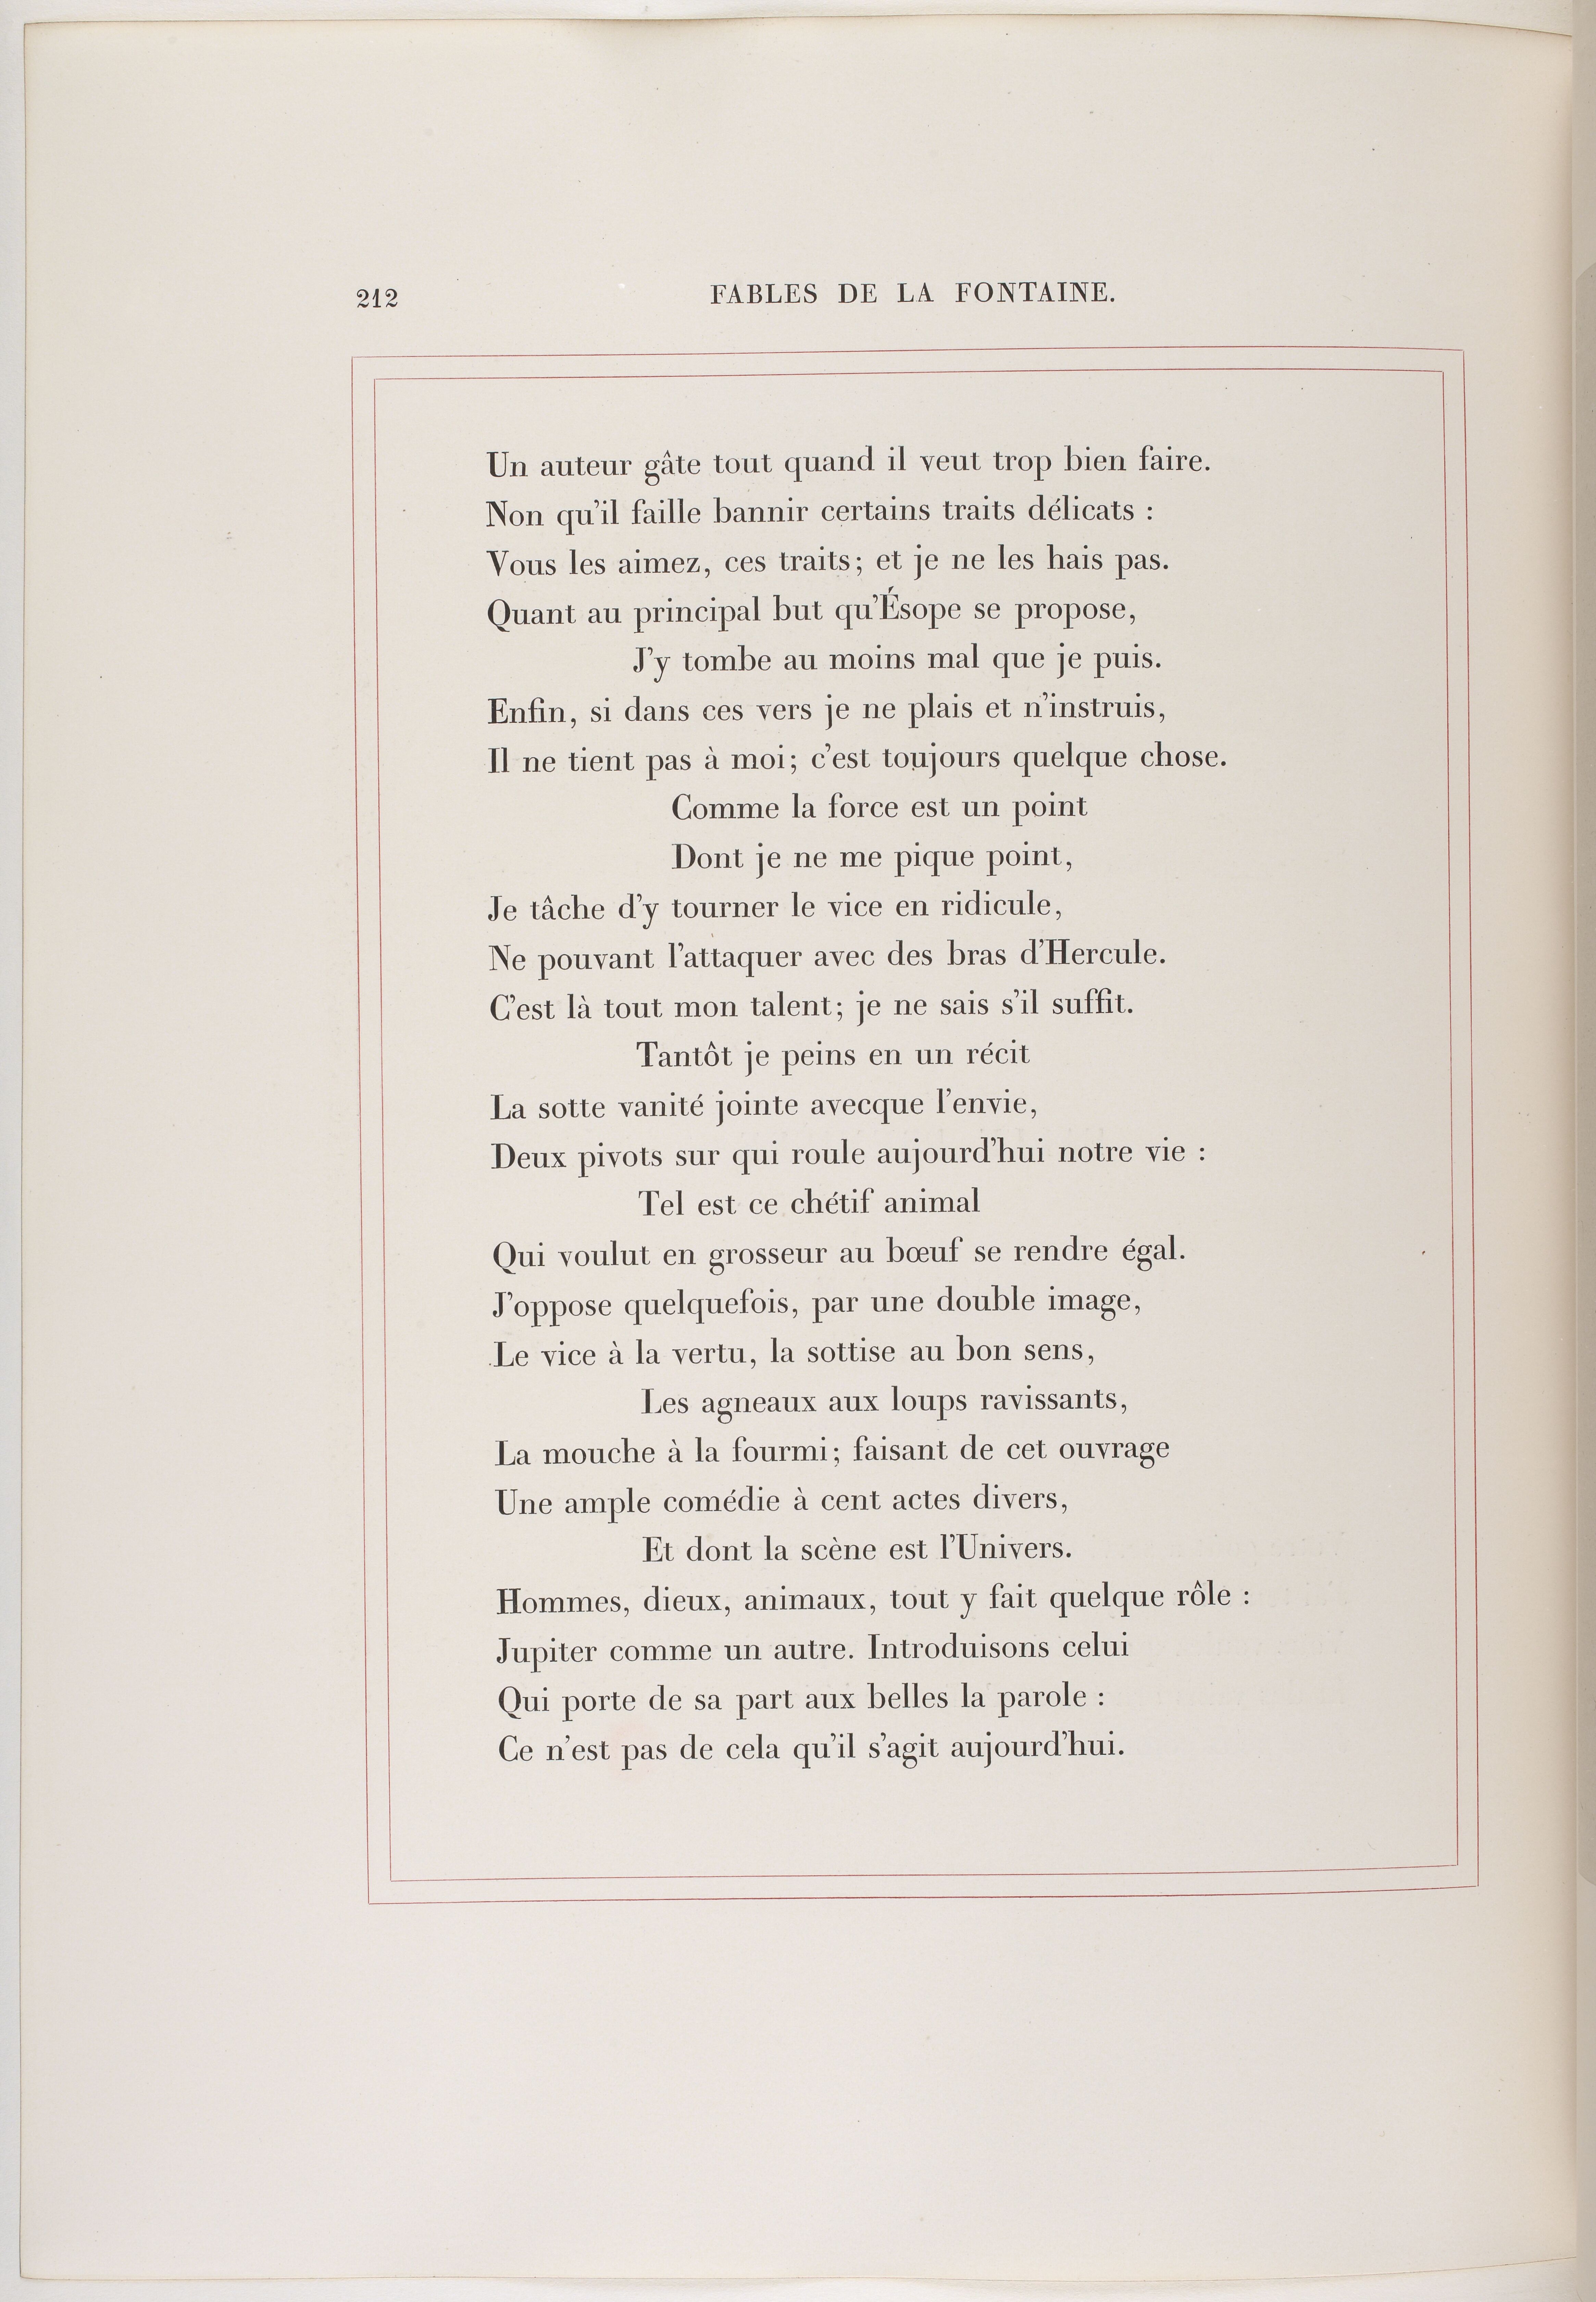 212
FABLES DE LA FONTAINE.
Un auteur gâte tout quand il veut trop bien faire.
Non qu'il faille bannir certains traits délicats :
Vous les aimez, ces traits; et je ne les hais pas.
Quant au principal but qu'Ésope se propose,
J'y tombe au moins mal que je puis.
Enfin, si dans ces vers je ne plais et n'instruis,
Il ne tient pas à moi; c'est toujours quelque chose.
Comme la force est un point
Dont je ne me pique point,
Je tâche d'y tourner le vice en ridicule,
Ne pouvant l'attaquer avec des bras d'Hercule.
C'est là tout mon talent; je ne sais s'il suffit.
Tantôt je peins en un récit
La sotte vanité jointe avecque l'envie,
Deux pivots sur qui roule aujourd'hui notre vie :
Tel est ce chétif animal
Qui voulut en grosseur au bœuf se rendre égal.
J'oppose quelquefois, par une double image,
Le vice à la vertu, la sottise au bon sens,
Les agneaux aux loups ravissants,
La mouche à la fourmi; faisant de cet ouvrage
Une ample comédie à cent actes divers,
Et dont la scène est l'Univers.
Hommes, dieux, animaux, tout y fait quelque rôle :
Jupiter comme un autre. Introduisons celui
Qui porte de sa part aux belles la parole :
Ce n'est pas de cela qu'il s'agit aujourd'hui.